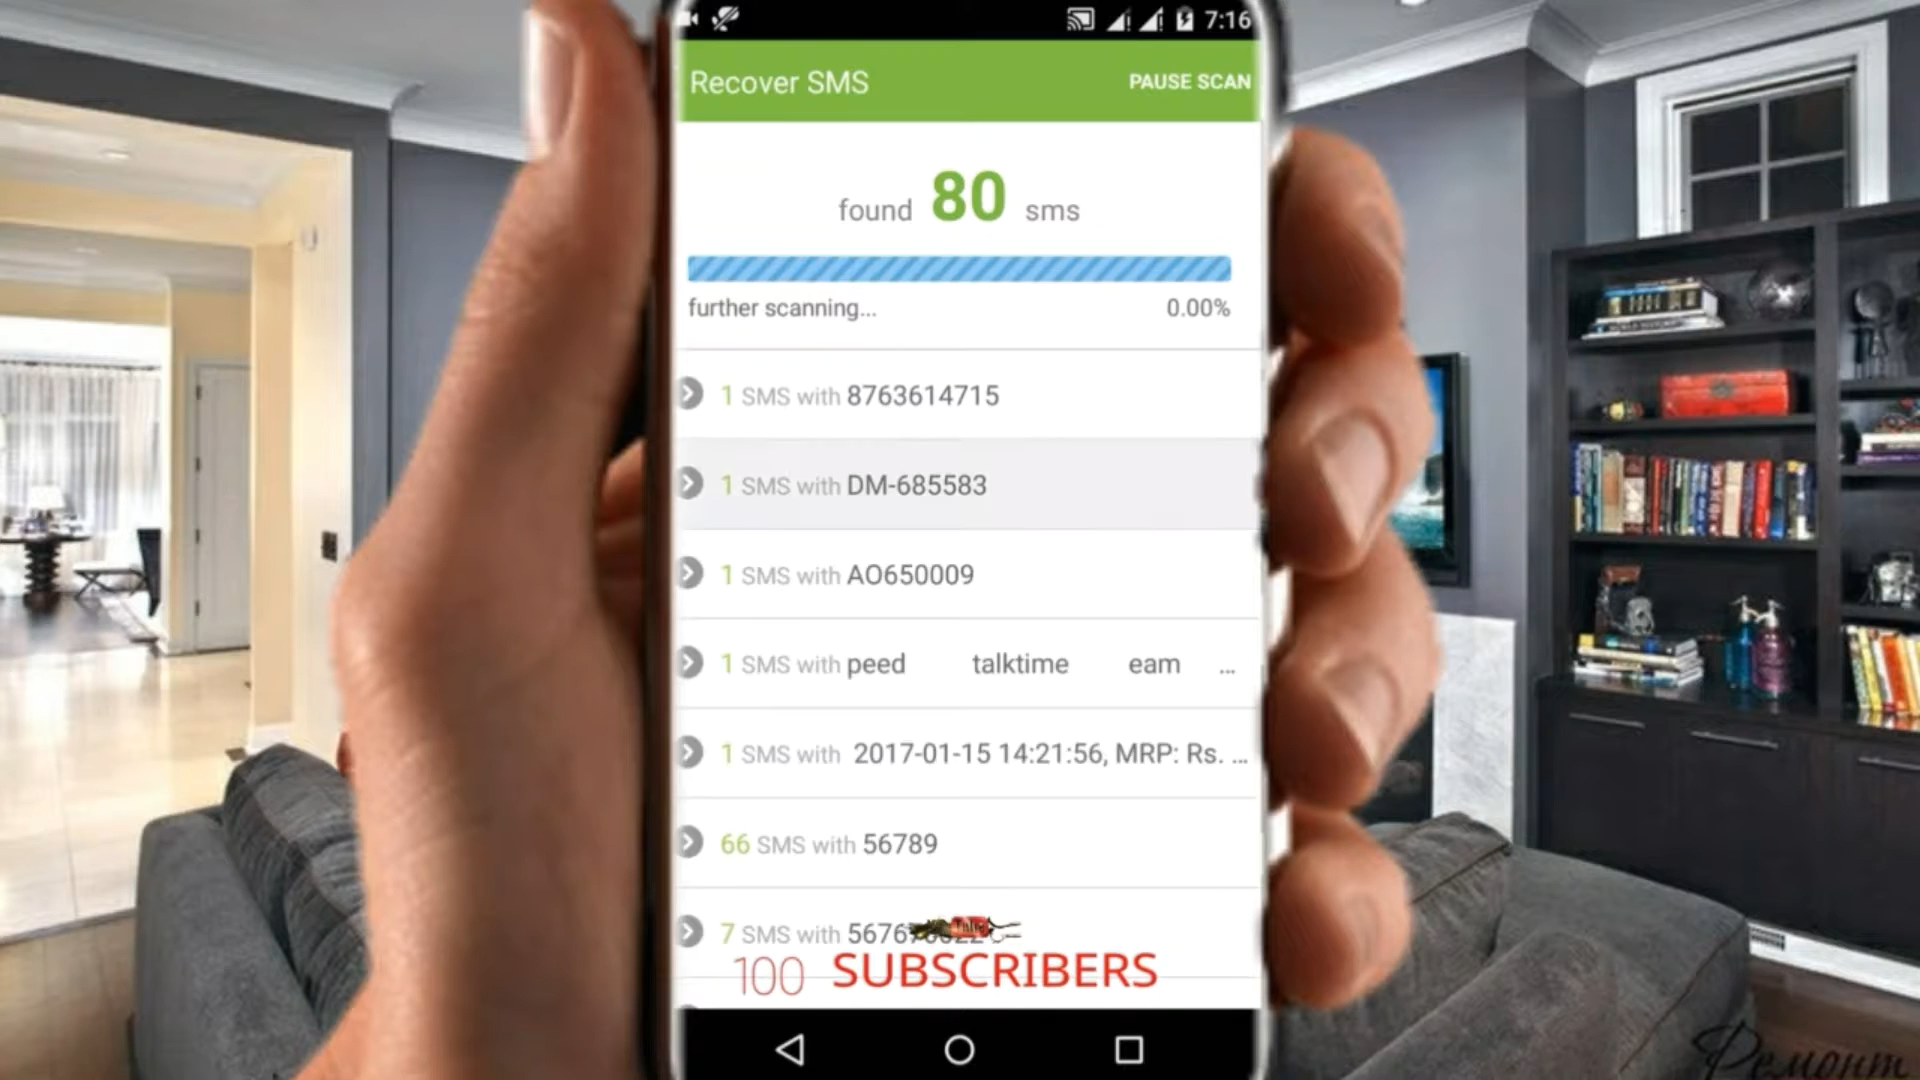 7:16
Recover SMS PAUSE SCAN
found 80 sms
further scanning... 0.00%
1 SMS with 8763614715
1 SMS with DM-685583
1 SMS with AO650009
1 SMS with peed talktime eam ...
1 SMS with 2017-01-15 14:21:56, MRP: Rs. ...
66 SMS with 56789
7 SMS with
100 SUBSCRIBERS
Ремонт